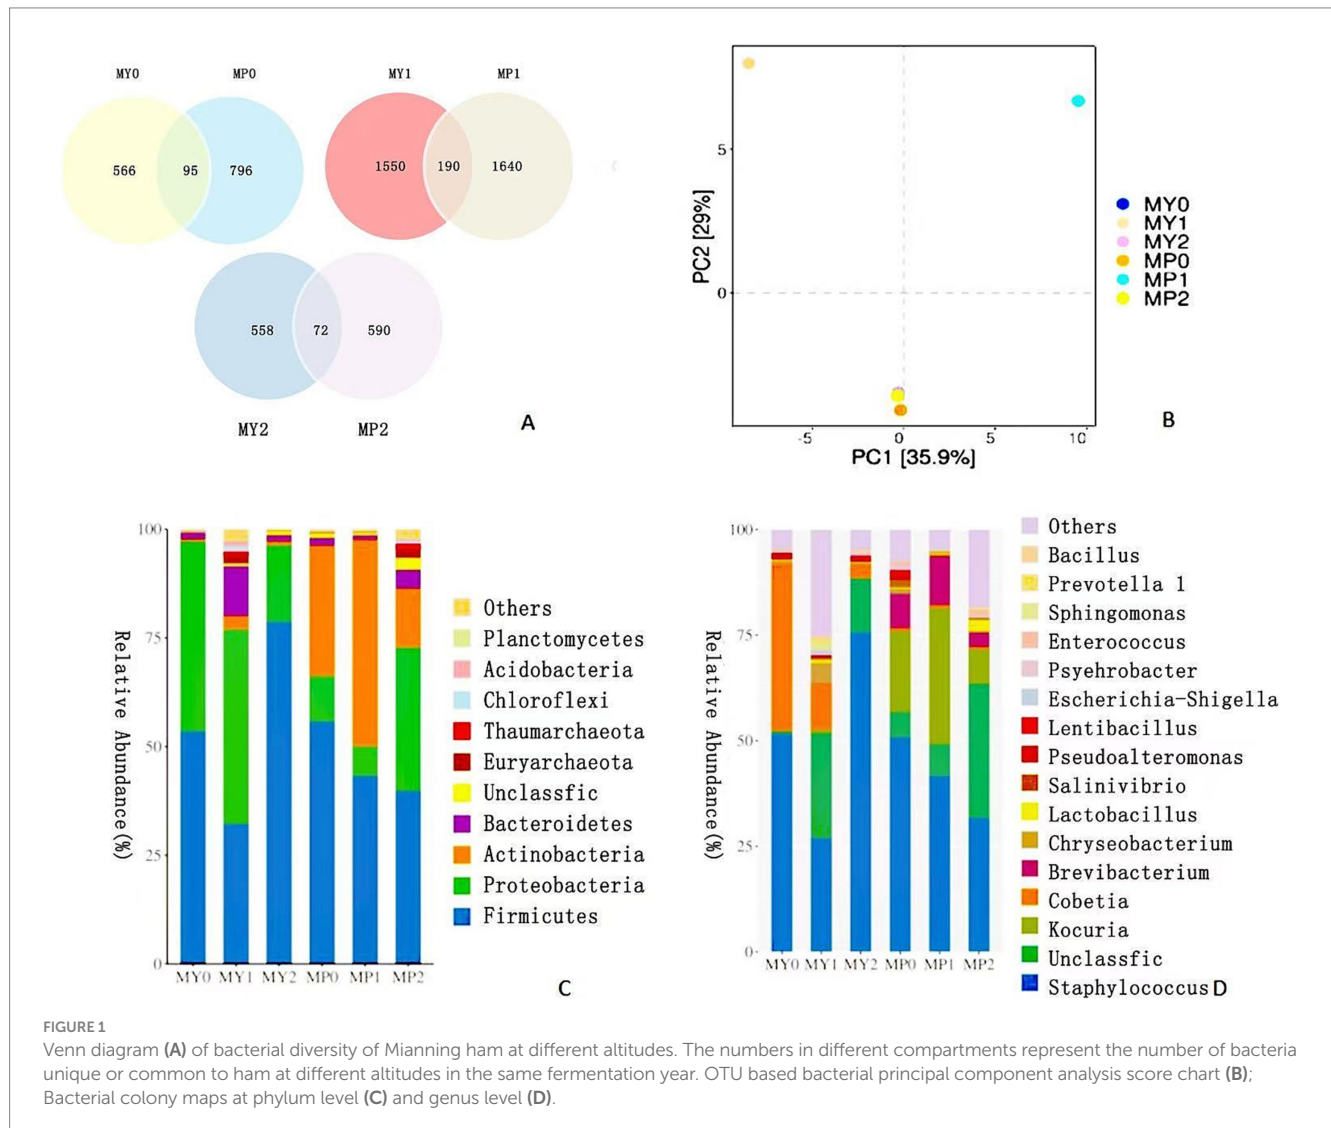 MY0 MP0 MY1 MP1
566 95 796 1550 190 1640
558 72 590
MY2 MP2
A
PC2 [29%]
5
0
-5 0 5 10
PC1 [35.9%]
MY0
MY1
MY2
MP0
MP1
MP2
B
Relative Abundance(%)
100
75
50
25
0
MY0 MY1 MY2 MP0 MP1 MP2
Others
Planctomycetes
Acidobacteria
Chloroflexi
Thaumarchaeota
Euryarchaeota
Unclassfic
Bacteroidetes
Actinobacteria
Proteobacteria
Firmicutes
C
Relative Abundance(%)
100
75
50
25
0
MY0 MY1 MY2 MP0 MP1 MP2
Others
Bacillus
Prevotella 1
Sphingomonas
Enterococcus
Psyehrobacter
Escherichia-Shigella
Lentibacillus
Pseudoalteromonas
Salinivibrio
Lactobacillus
Chryseobacterium
Brevibacterium
Cobetia
Kocuria
Unclassfic
Staphylococcus
D
FIGURE 1
Venn diagram (A) of bacterial diversity of Mianning ham at different altitudes. The numbers in different compartments represent the number of bacteria
unique or common to ham at different altitudes in the same fermentation year. OTU based bacterial principal component analysis score chart (B);
Bacterial colony maps at phylum level (C) and genus level (D).